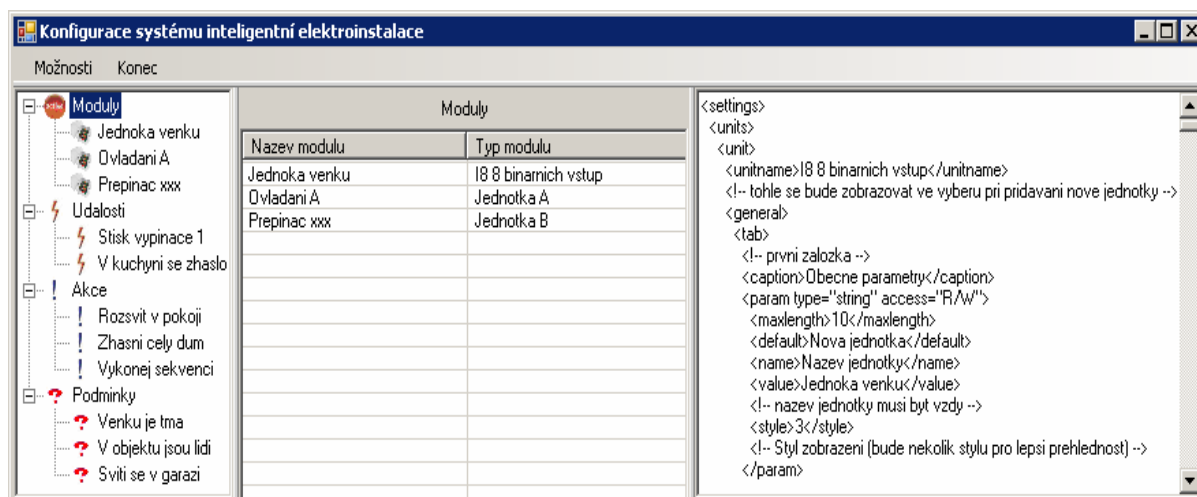 Konfigurace systému inteligentní elektroinstalace
Možnosti Konec
Moduly
Jednoka venku
Ovladani A
Prepinac xxx
Udalosti
Stisk vypinace 1
V kuchyni se zhaslo
Akce
Rozsvit v pokoji
Zhasni cely dum
Vykonej sekvenci
Podminky
Venku je tma
V objektu jsou lidi
Sviti se v garazi
Moduly
Nazev modulu Typ modulu
Jednoka venku I8 8 binarnich vstup
Ovladani A Jednotka A
Prepinac xxx Jednotka B
<settings>
<units>
<unit>
<unitname>I8 8 binarnich vstup</unitname>
<!-- tohle se bude zobrazovat ve vyberu pri pridavani nove jednotky -->
<general>
<tab>
<!-- prvni zalozka -->
<caption>Obecne parametry</caption>
<param type="string" access="R/W">
<maxlength>10</maxlength>
<default>Nova jednotka</default>
<name>Nazev jednotky</name>
<value>Jednoka venku</value>
<!-- nazev jednotky musi byt vzdy -->
<style>3</style>
<!-- Styl zobrazeni (bude nekolik stylu pro lepsi prehlednost) -->
</param>